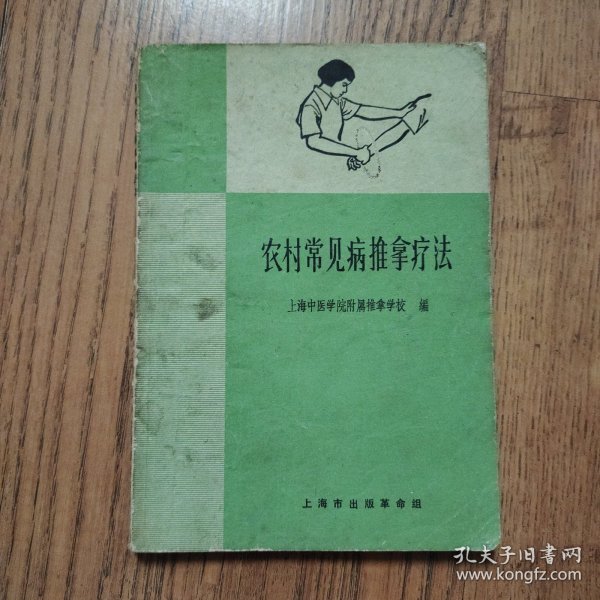 农村常见病推拿疗法
上海中医学院附属推拿学校 编
上海市出版革命组
孔夫子旧书网
www.kongfz.com